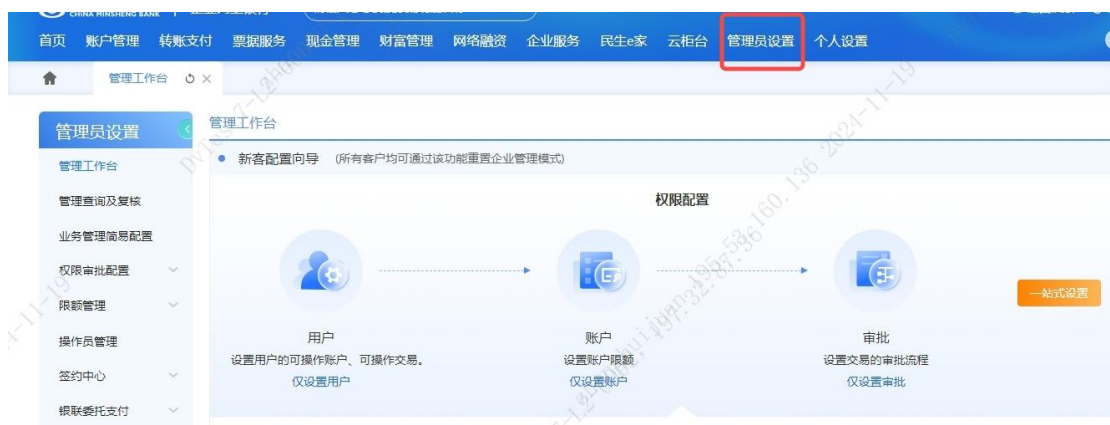 CHINA MINSHENG BANK
首页 账户管理 转账支付 票据服务 现金管理 财富管理 网络融资 企业服务 民生e家 云柜台 管理员设置 个人设置
管理工作台
管理员设置
管理工作台
管理查询及复核
业务管理简易配置
权限审批配置
限额管理
操作员管理
签约中心
银联委托支付
管理工作台
新客配置向导 (所有客户均可通过该功能重置企业管理模式)
权限配置
用户
设置用户的可操作账户、可操作交易。
仅设置用户
账户
设置账户限额
仅设置账户
审批
设置交易的审批流程
仅设置审批
一站式设置